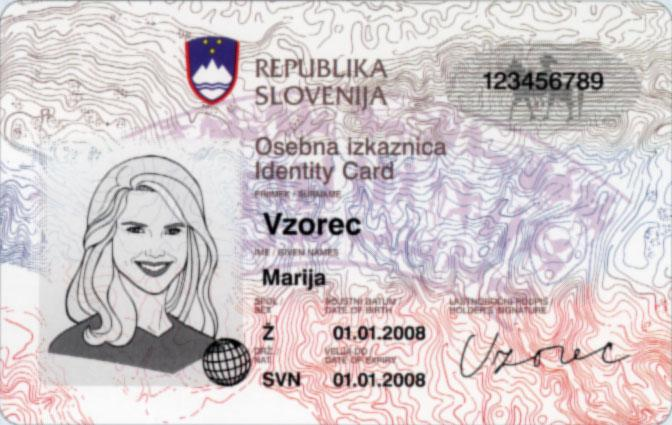 REPUBLIKA
SLOVENIJA
123456789
Osebna izkaznica
Identity Card
PRIIMEK / SURNAME
Vzorec
IME / GIVEN NAMES
Marija
SPOL ROJSTNI DATUM LASTNOROČNI PODPIS /
SEX DATE OF BIRTH HOLDER'S SIGNATURE
Ž 01.01.2008
Vzorec
DRŽ. VELJA DO /
NAT. DATE OF EXPIRY
SVN 01.01.2008